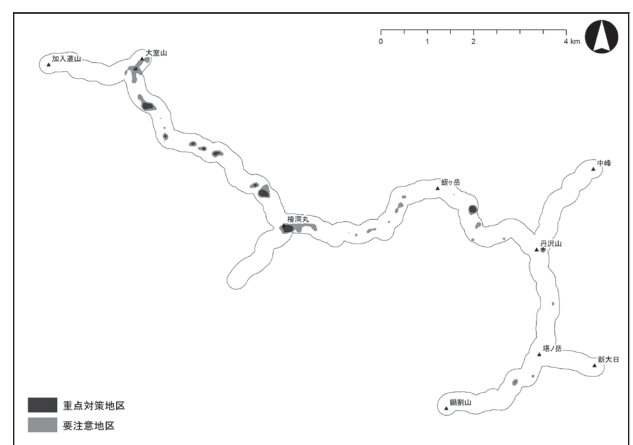 0 1 2 4 km
大室山
加入道山
中峰
蛭ヶ岳
檜洞丸
丹沢山
塔ノ岳
新大日
鍋割山
重点対策地区
要注意地区